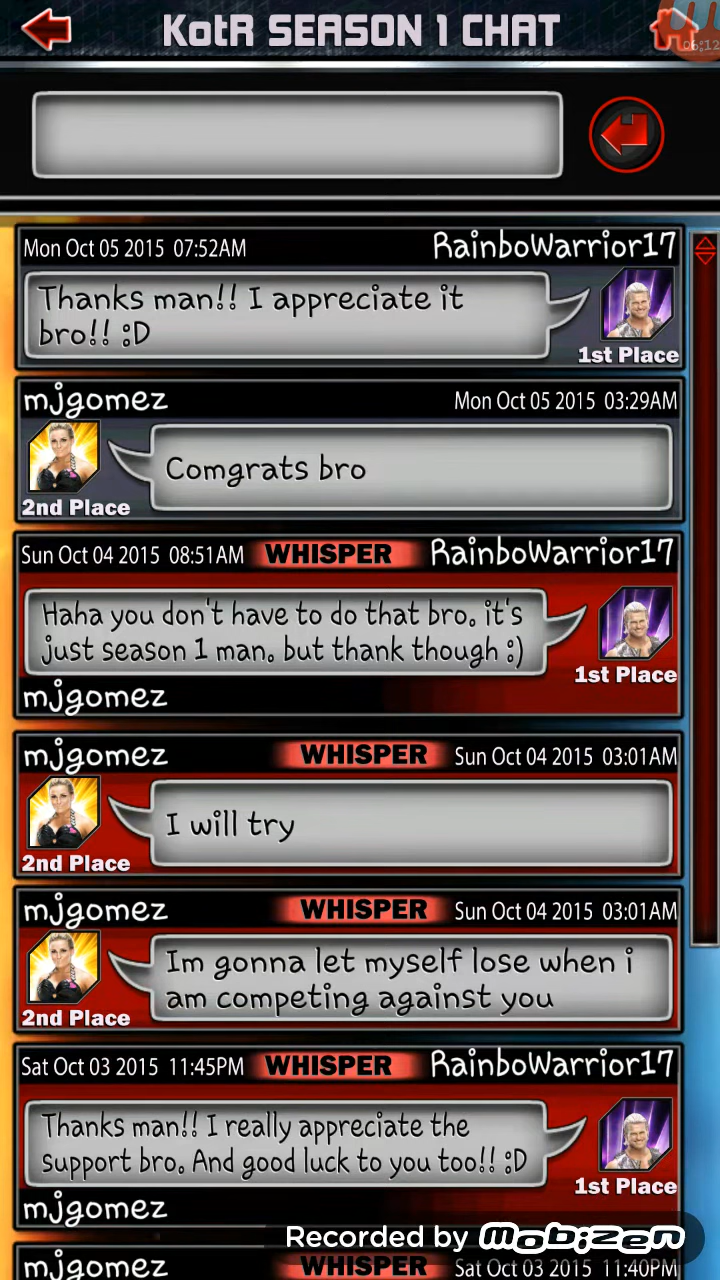 KotR SEASON 1 CHAT
06:12
Mon Oct 05 2015 07:52AM RainboWarrior17
Thanks man!! I appreciate it
bro!! :D
1st Place
mjgomez Mon Oct 05 2015 03:29AM
Comgrats bro
2nd Place
Sun Oct 04 2015 08:51AM WHISPER RainboWarrior17
Haha you don't have to do that bro. it's
just season 1 man. but thank though :)
1st Place
mjgomez
mjgomez WHISPER Sun Oct 04 2015 03:01AM
I will try
2nd Place
mjgomez WHISPER Sun Oct 04 2015 03:01AM
Im gonna let myself lose when i
am competing against you
2nd Place
Sat Oct 03 2015 11:45PM WHISPER RainboWarrior17
Thanks man!! I really appreciate the
support bro. And good luck to you too!! :D
1st Place
mjgomez
Recorded by Mobizen
mjgomez WHISPER Sat Oct 03 2015 11:40PM